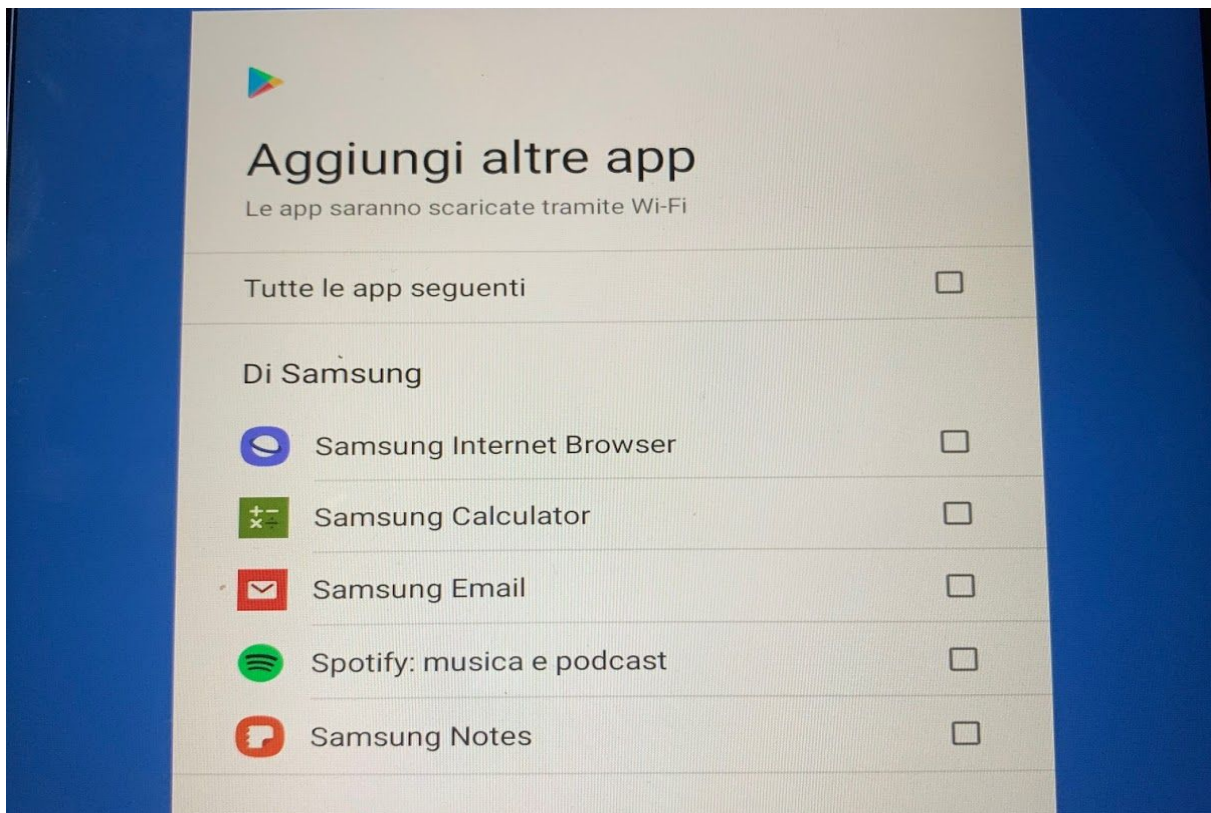 Aggiungi altre app
Le app saranno scaricate tramite Wi-Fi
Tutte le app seguenti
Di Samsung
Samsung Internet Browser
Samsung Calculator
Samsung Email
Spotify: musica e podcast
Samsung Notes